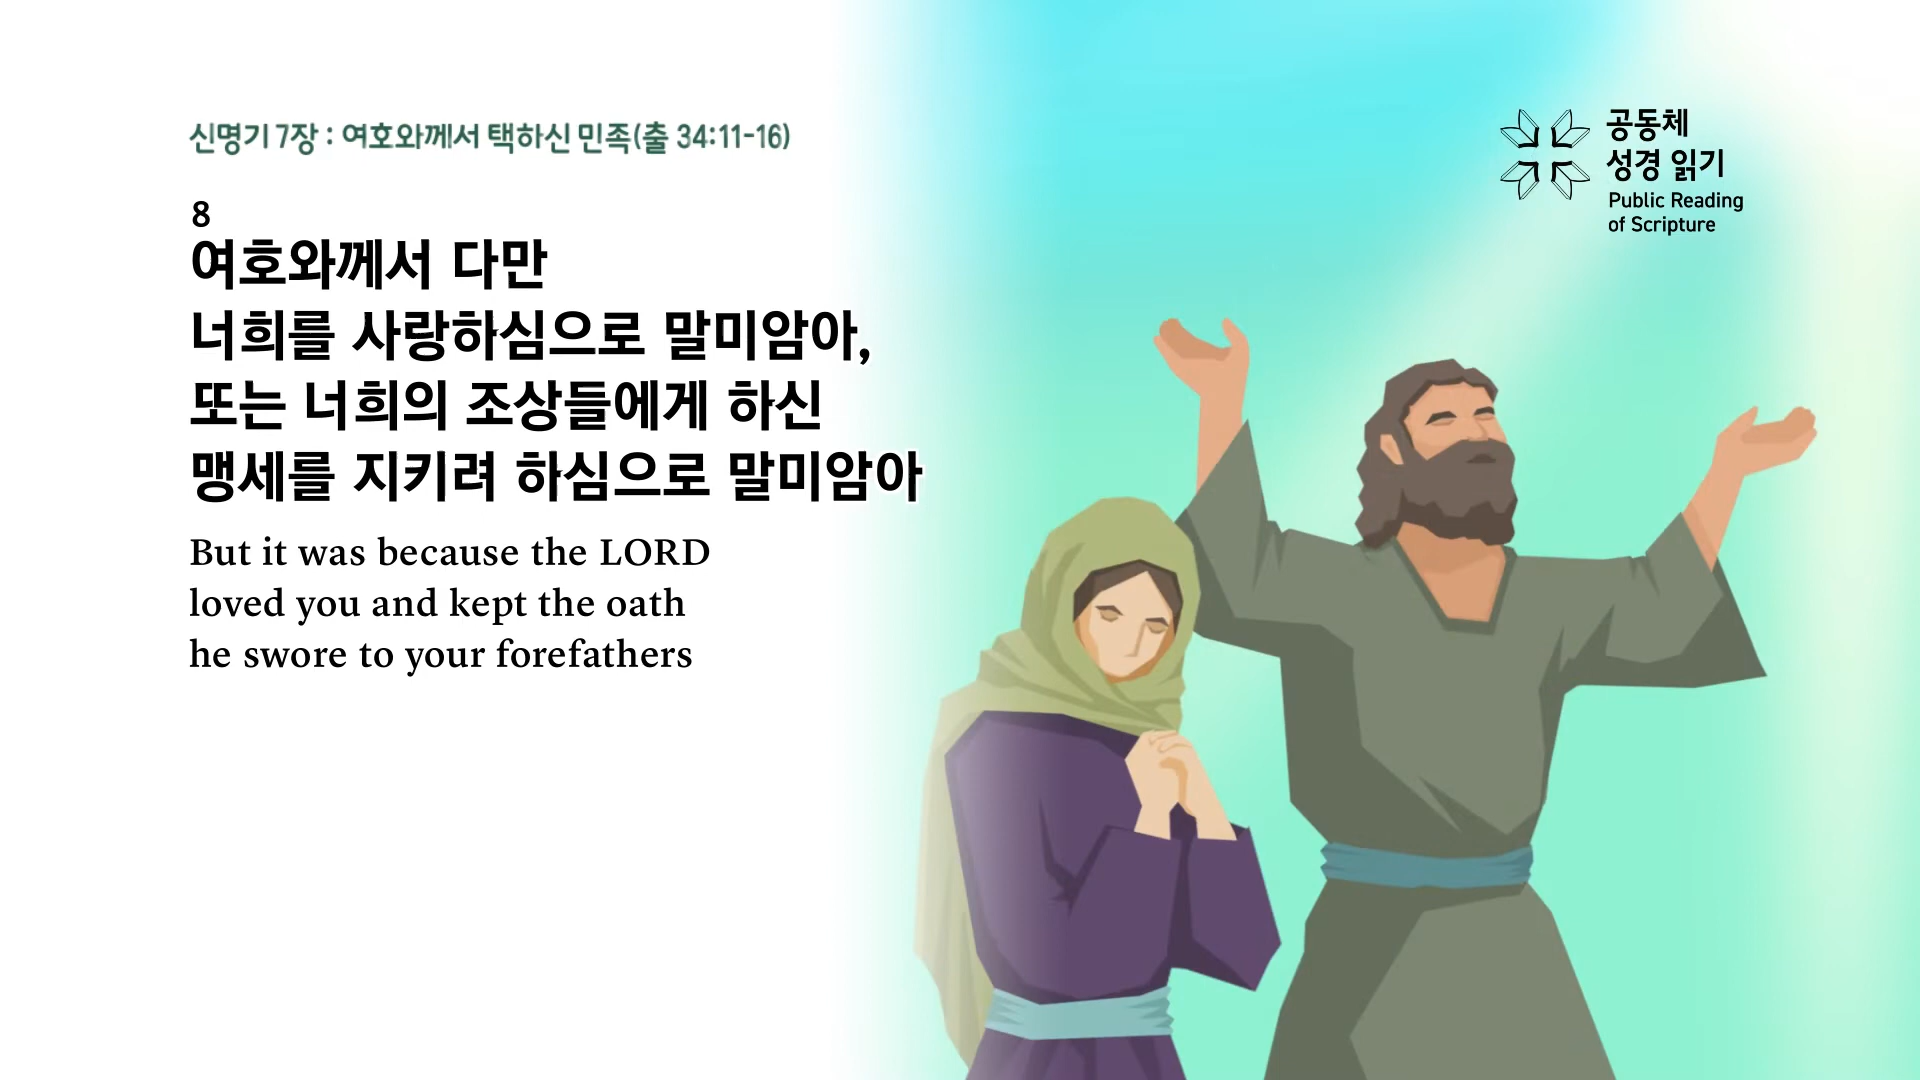 신명기 7장 : 여호와께서 택하신 민족(출 34:11-16)
공동체
성경 읽기
Public Reading
of Scripture
8
여호와께서 다만
너희를 사랑하심으로 말미암아,
또는 너희의 조상들에게 하신
맹세를 지키려 하심으로 말미암아
But it was because the LORD
loved you and kept the oath
he swore to your forefathers